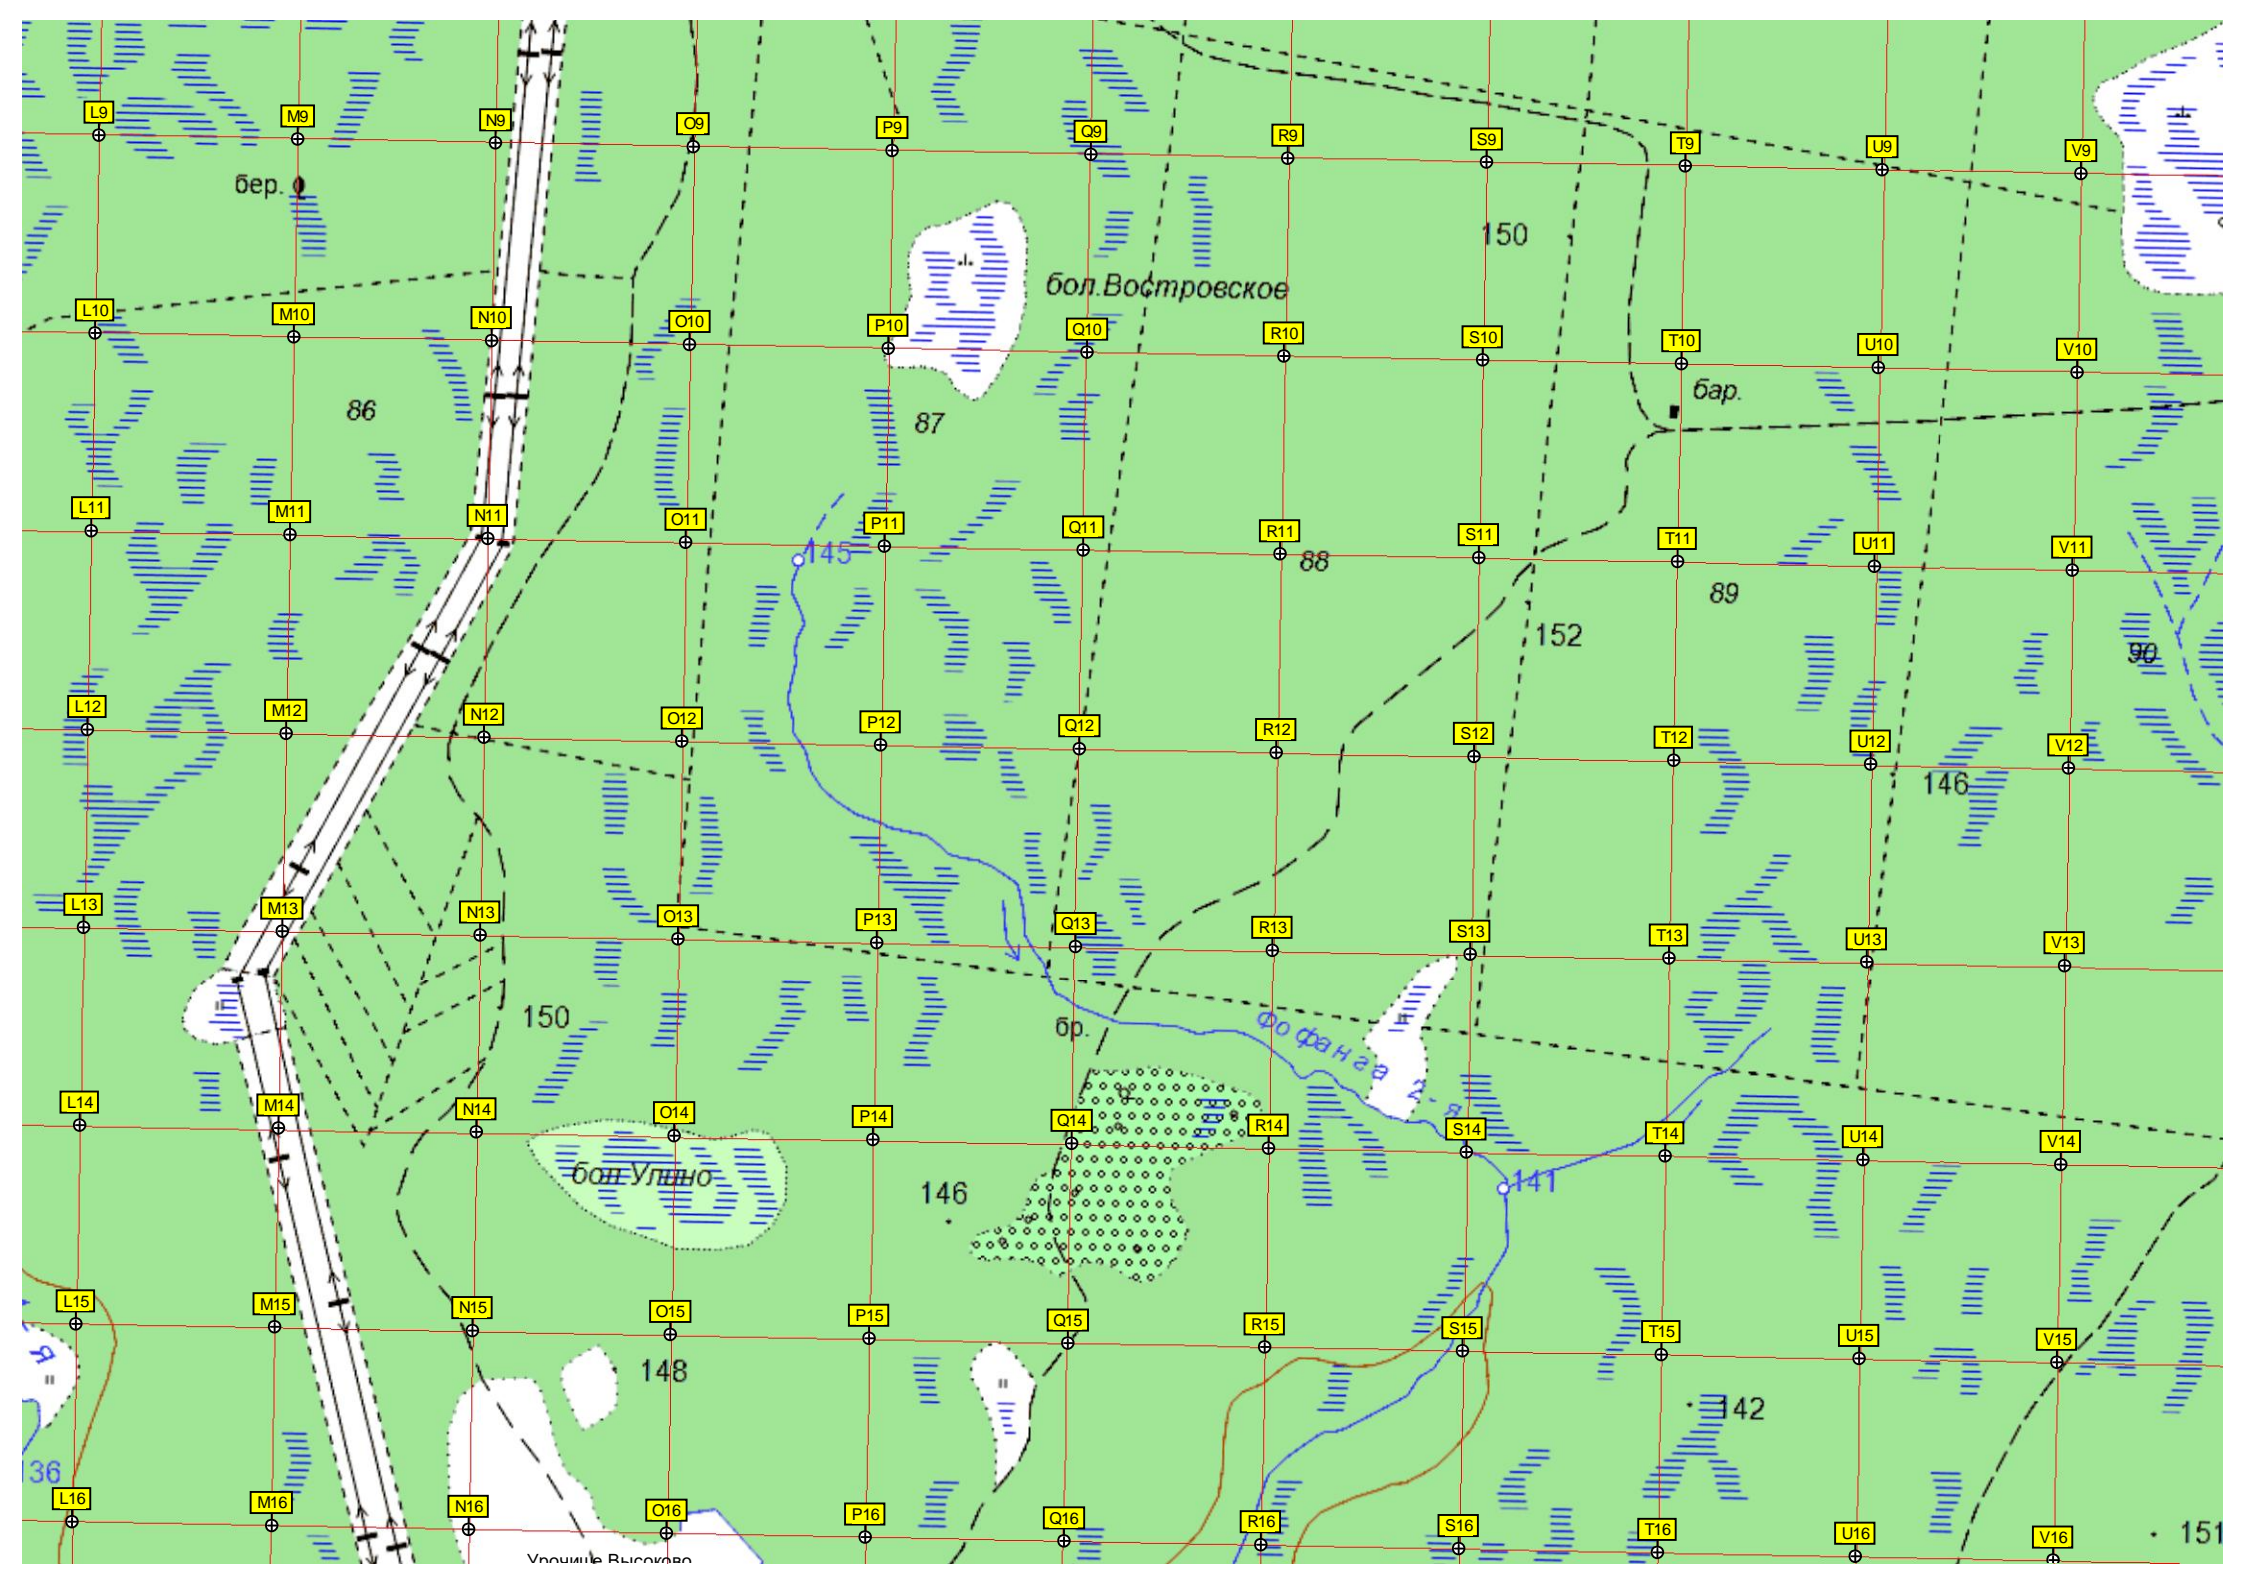 L9 M9 N9 O9 P9 Q9 R9 S9 T9 U9 V9
бер.
150
бол.Востровское
L10 M10 N10 O10 P10 Q10 R10 S10 T10 U10 V10
бар.
86 87
L11 M11 N11 O11 P11 Q11 R11 S11 T11 U11 V11
145 88 89
152 90
L12 M12 N12 O12 P12 Q12 R12 S12 T12 U12 V12
146
L13 M13 N13 O13 P13 Q13 R13 S13 T13 U13 V13
150 бр. Фофанга 2-я
L14 M14 N14 O14 P14 Q14 R14 S14 T14 U14 V14
бол Улино 146 141
L15 M15 N15 O15 P15 Q15 R15 S15 T15 U15 V15
я 148
142
136
L16 M16 N16 O16 P16 Q16 R16 S16 T16 U16 V16
151
Урочище Высоково